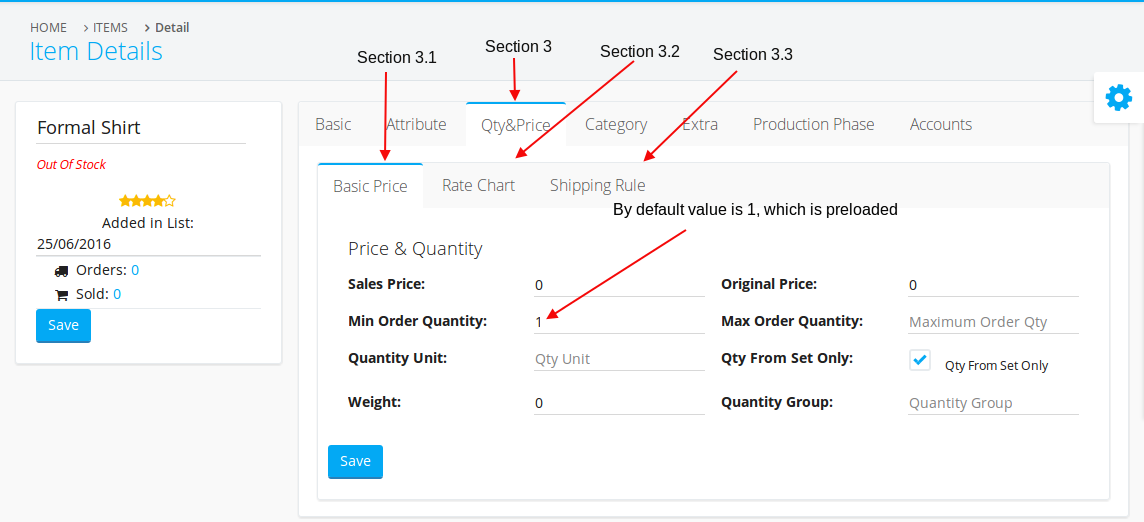 HOME > ITEMS > Detail
Item Details
Section 3.1
Section 3
Section 3.2
Section 3.3
Formal Shirt
Out Of Stock
Added in List:
25/06/2016
Orders: 0
Sold: 0
Save
Basic Attribute Qty&Price Category Extra Production Phase Accounts
Basic Price Rate Chart Shipping Rule
By default value is 1, which is preloaded
Price & Quantity
Sales Price: 0 Original Price: 0
Min Order Quantity: 1 Max Order Quantity: Maximum Order Qty
Quantity Unit: Qty Unit Qty From Set Only: Qty From Set Only
Weight: 0 Quantity Group: Quantity Group
Save